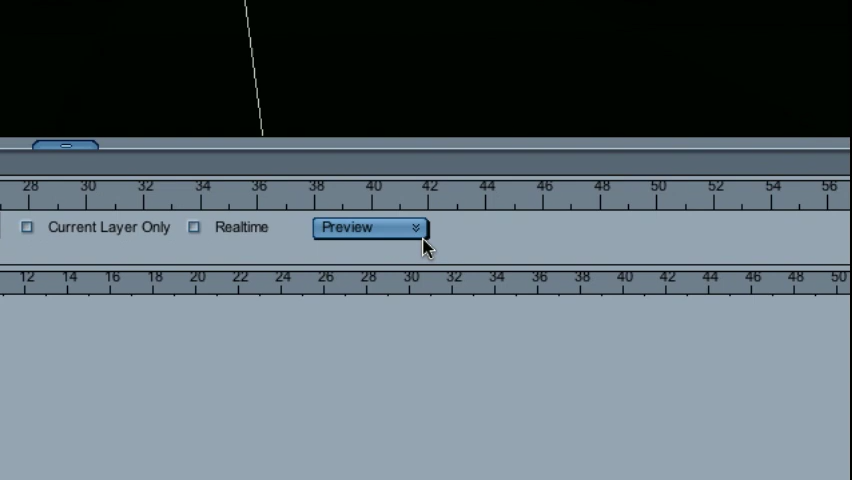 28 30 32 34 36 38 40 42 44 46 48 50 52 54 56
Current Layer Only Realtime Preview
12 14 16 18 20 22 24 26 28 30 32 34 36 38 40 42 44 46 48 50